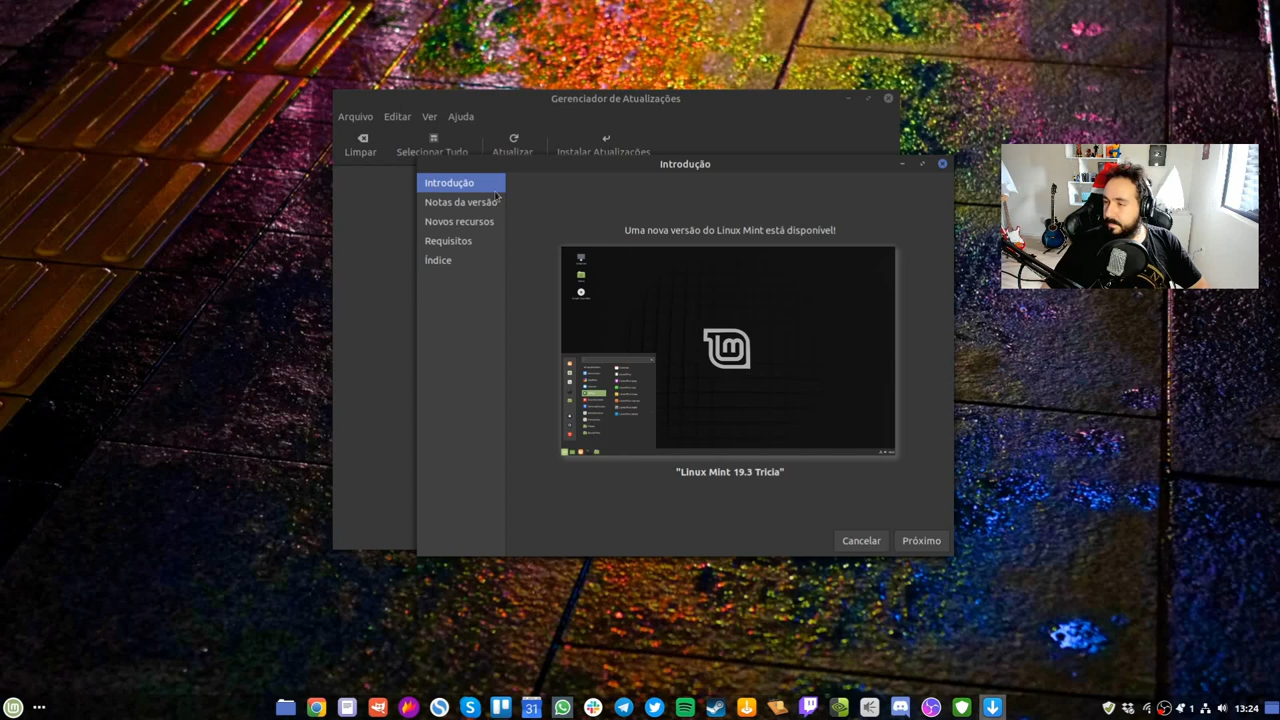 Gerenciador de Atualizações
Arquivo Editar Ver Ajuda
Limpar Selecionar Tudo Atualizar Instalar Atualizações
Introdução
Introdução
Notas da versão
Novos recursos
Requisitos
Índice
Uma nova versão do Linux Mint está disponível!
"Linux Mint 19.3 Tricia"
Cancelar Próximo
31
1
13:24